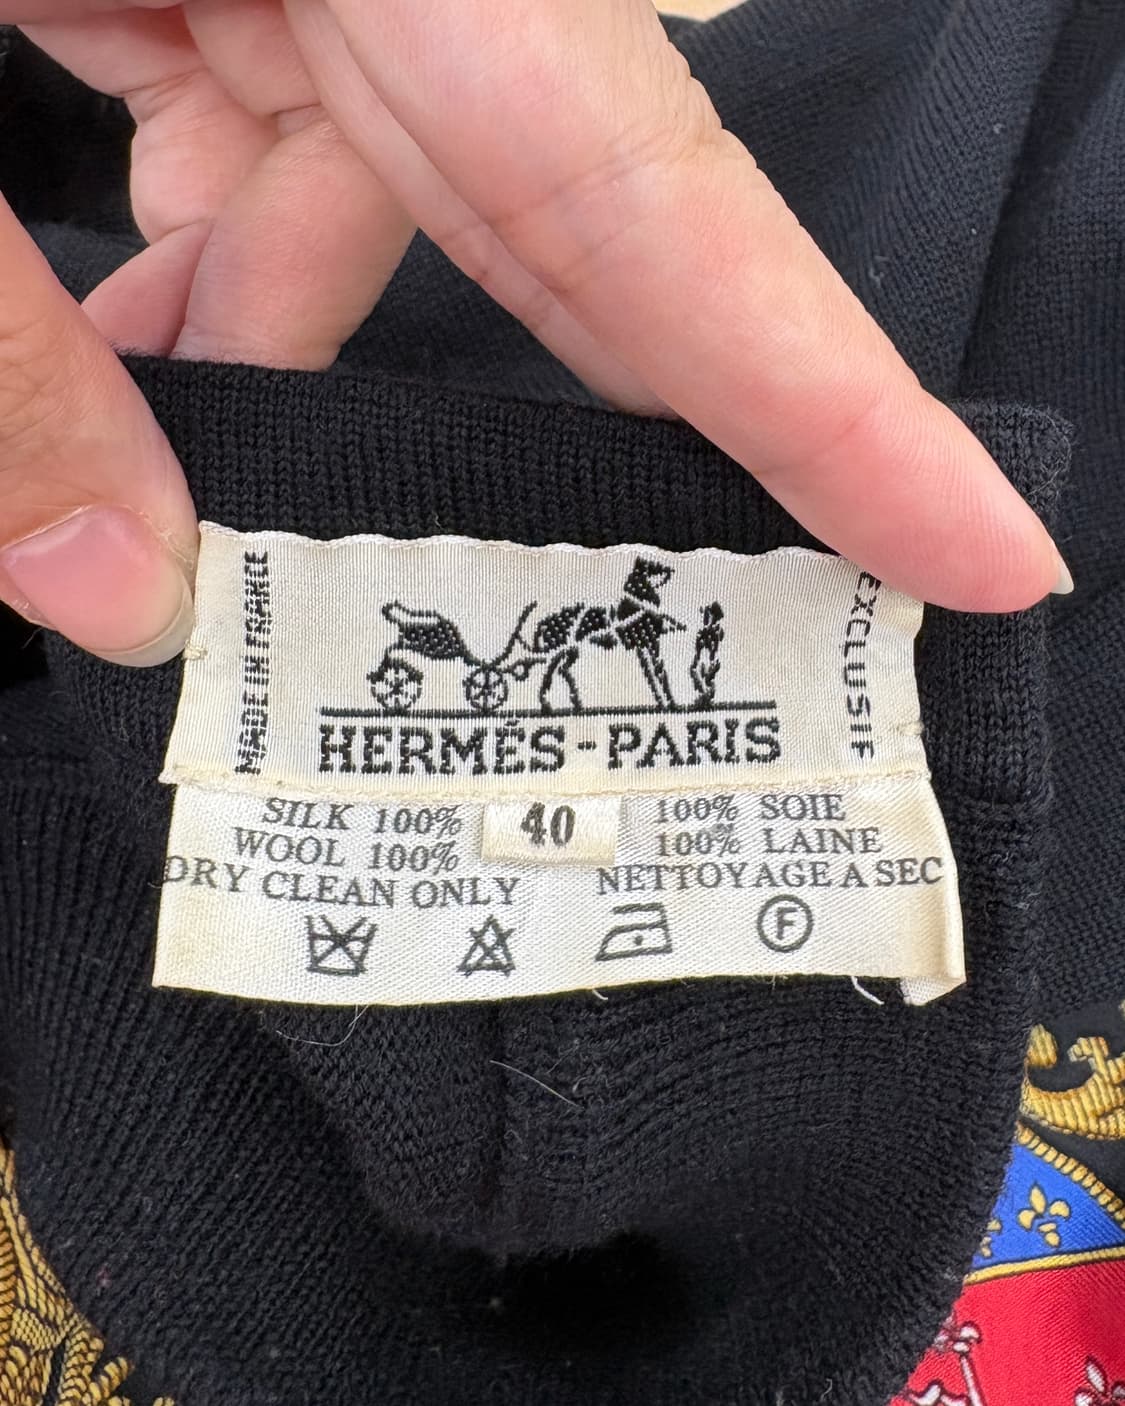 MADE IN FRANCE
EXCLUSIF
HERMÈS - PARIS
SILK 100%
WOOL 100%
DRY CLEAN ONLY
40
100% SOIE
100% LAINE
NETTOYAGE A SEC
F